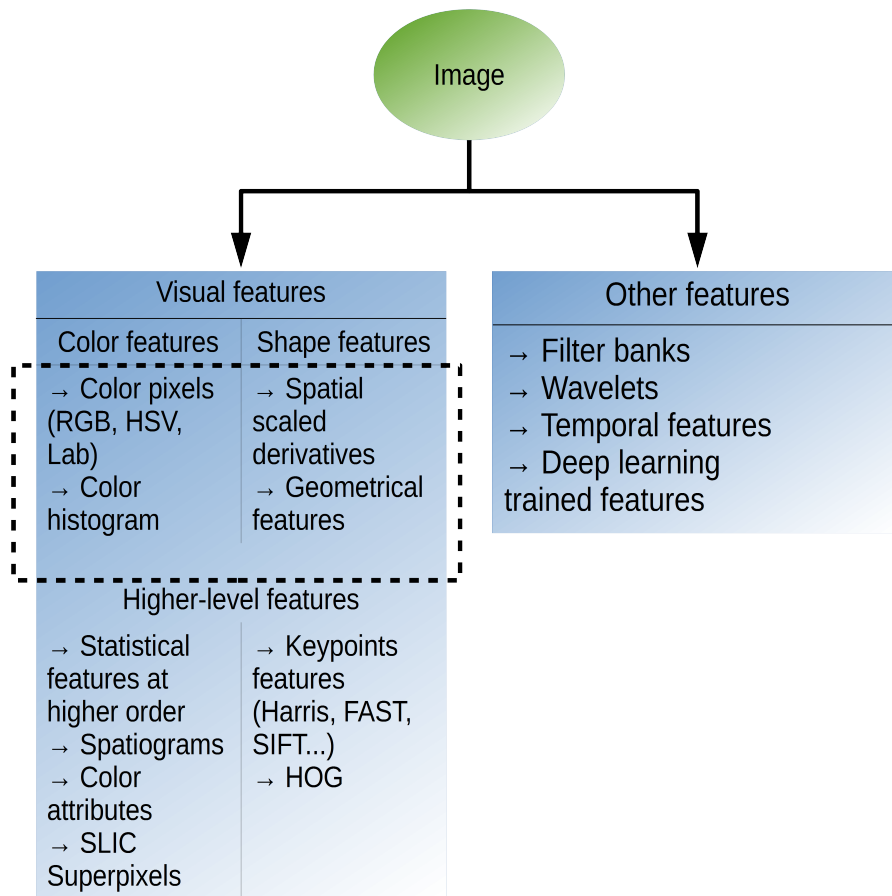 Image
Visual features
Color features
Shape features
→ Color pixels
(RGB, HSV,
Lab)
→ Color
histogram
→ Spatial
scaled
derivatives
→ Geometrical
features
Higher-level features
→ Statistical
features at
higher order
→ Spatiograms
→ Color
attributes
→ SLIC
Superpixels
→ Keypoints
features
(Harris, FAST,
SIFT...)
→ HOG
Other features
→ Filter banks
→ Wavelets
→ Temporal features
→ Deep learning
trained features